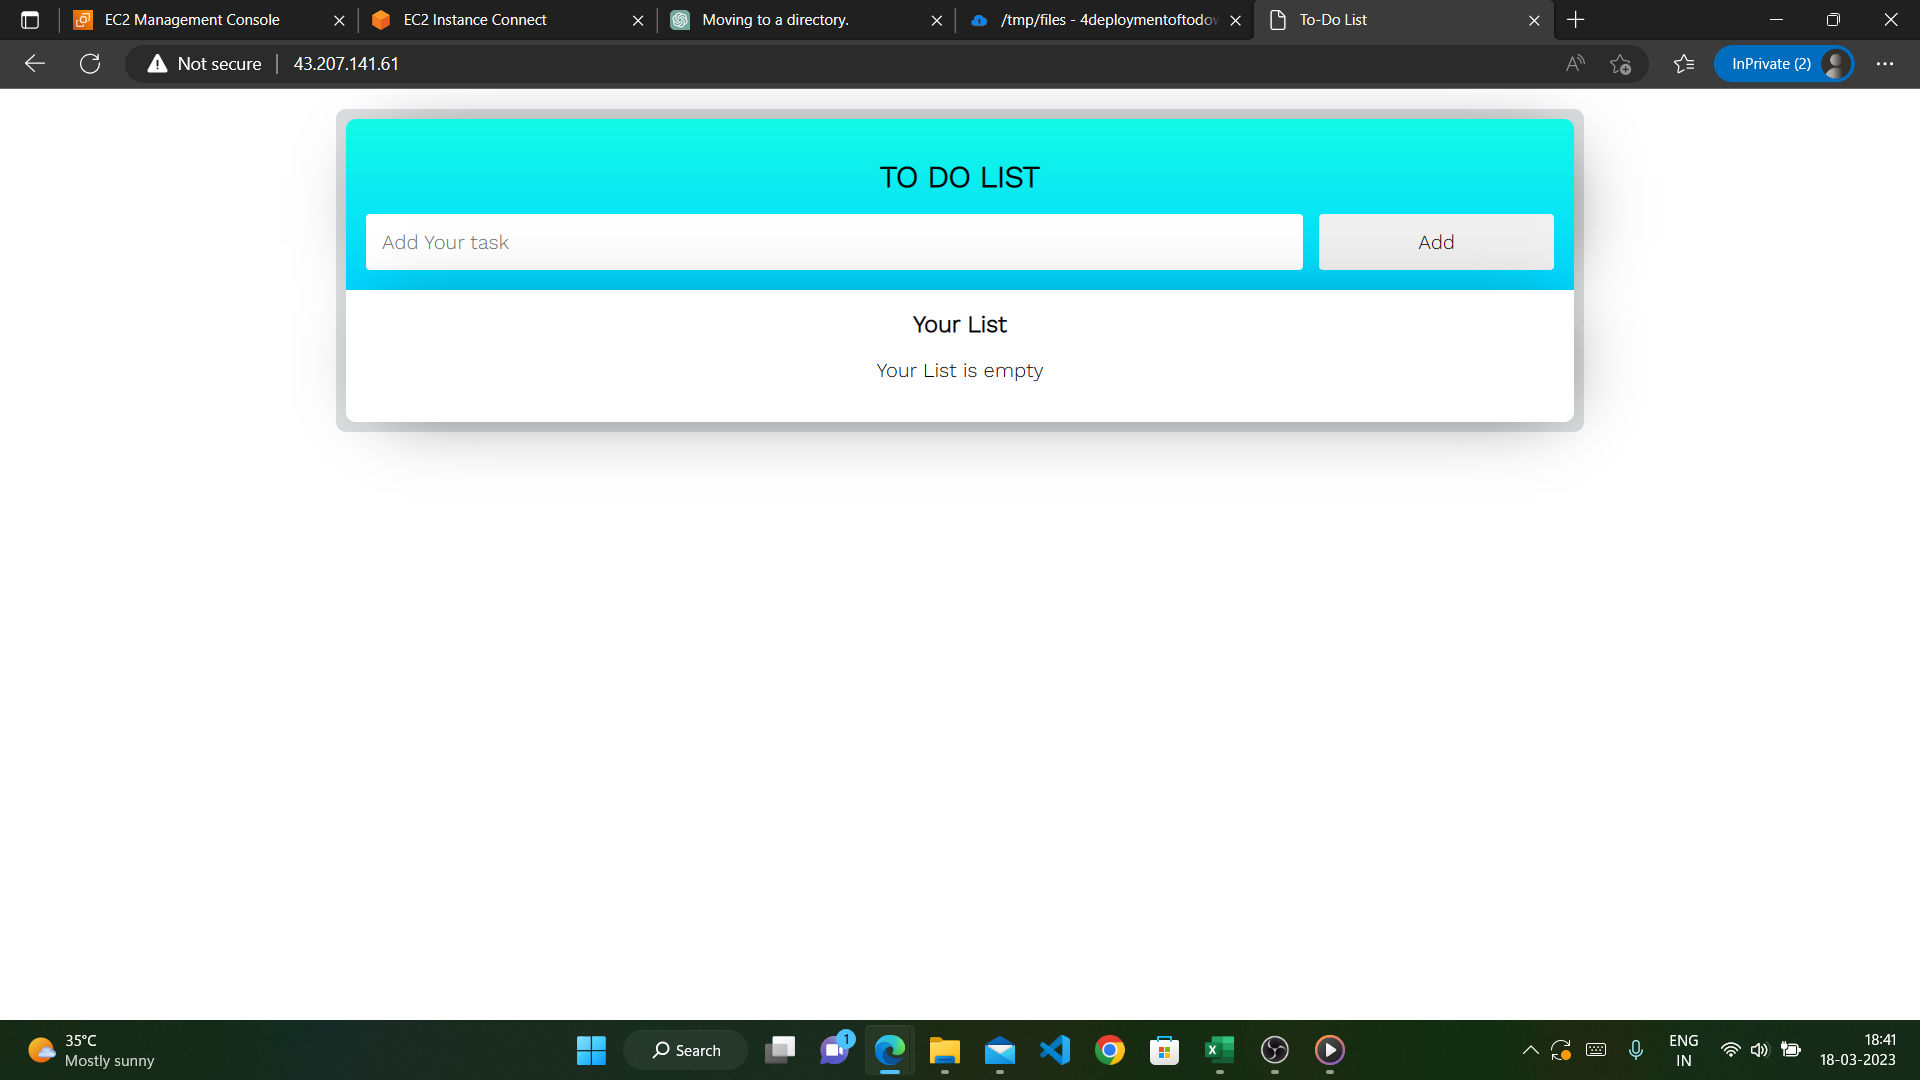 EC2 Management Console
EC2 Instance Connect
Moving to a directory.
/tmp/files - 4deploymentoftodov
To-Do List
Not secure
43.207.141.61
InPrivate (2)
TO DO LIST
Add Your task
Add
Your List
Your List is empty
35°C
Mostly sunny
Search
1
ENG
IN
18:41
18-03-2023